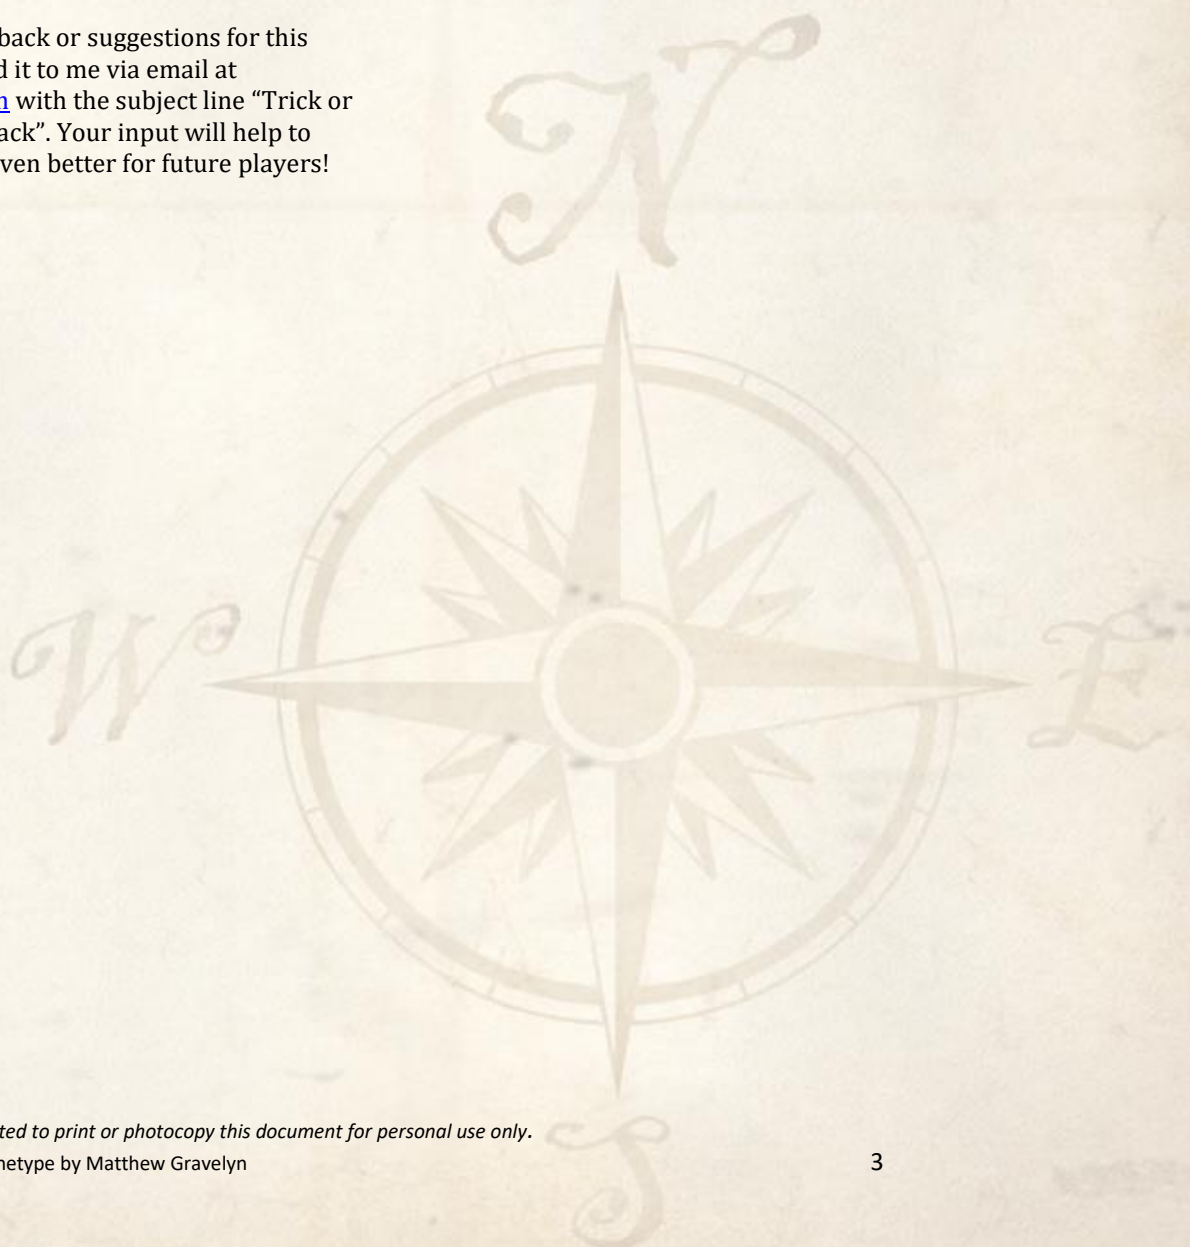 N
back or suggestions for this
d it to me via email at
m with the subject line “Trick or
ack”. Your input will help to
ven better for future players!
W
E
ted to print or photocopy this document for personal use only.
S
hetype by Matthew Gravelyn
3